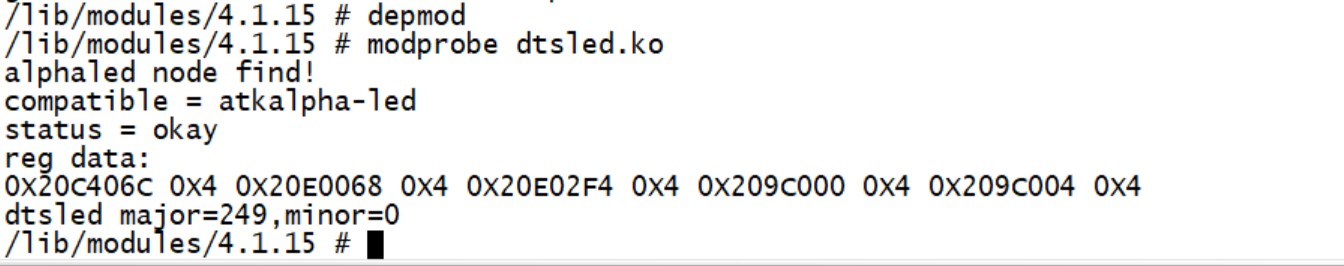 /lib/modules/4.1.15 # depmod
/lib/modules/4.1.15 # modprobe dtsled.ko
alphaled node find!
compatible = atkalpha-led
status = okay
reg data:
0X20C406C 0X4 0X20E0068 0X4 0X20E02F4 0X4 0X209C000 0X4 0X209C004 0X4
dtsled major=249,minor=0
/lib/modules/4.1.15 #